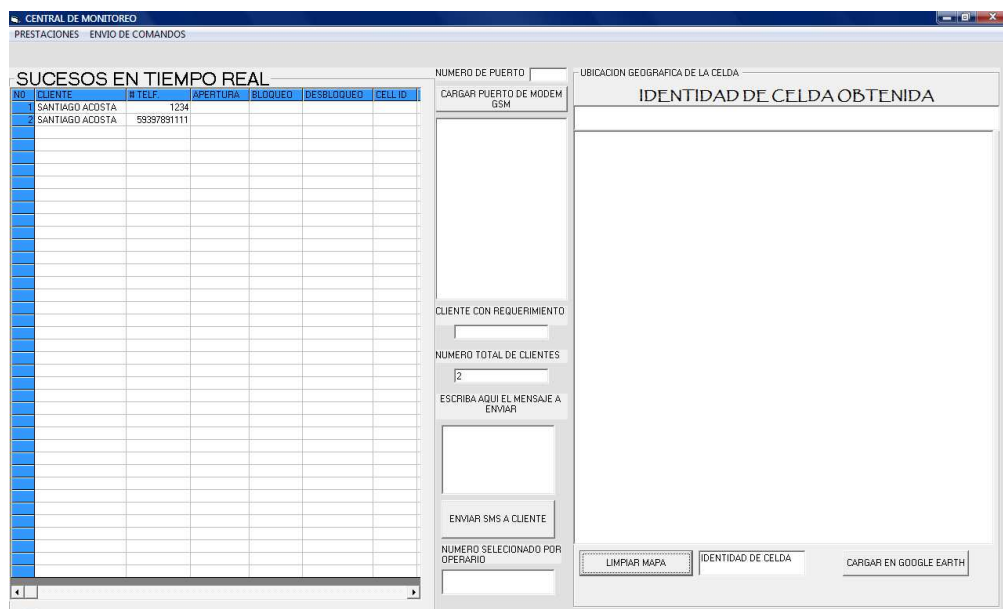 CENTRAL DE MONITOREO
PRESTACIONES ENVIO DE COMANDOS
SUCESOS EN TIEMPO REAL
N0 CLIENTE # TELF. APERTURA BLOQUEO DESBLOQUEO CELL ID
1 SANTIAGO ACOSTA 1234
2 SANTIAGO ACOSTA 59397891111
NUMERO DE PUERTO
CARGAR PUERTO DE MODEM
GSM
CLIENTE CON REQUERIMIENTO
NUMERO TOTAL DE CLIENTES
2
ESCRIBA AQUI EL MENSAJE A
ENVIAR
ENVIAR SMS A CLIENTE
NUMERO SELECIONADO POR
OPERARIO
UBICACION GEOGRAFICA DE LA CELDA
IDENTIDAD DE CELDA OBTENIDA
LIMPIAR MAPA
IDENTIDAD DE CELDA
CARGAR EN GOOGLE EARTH